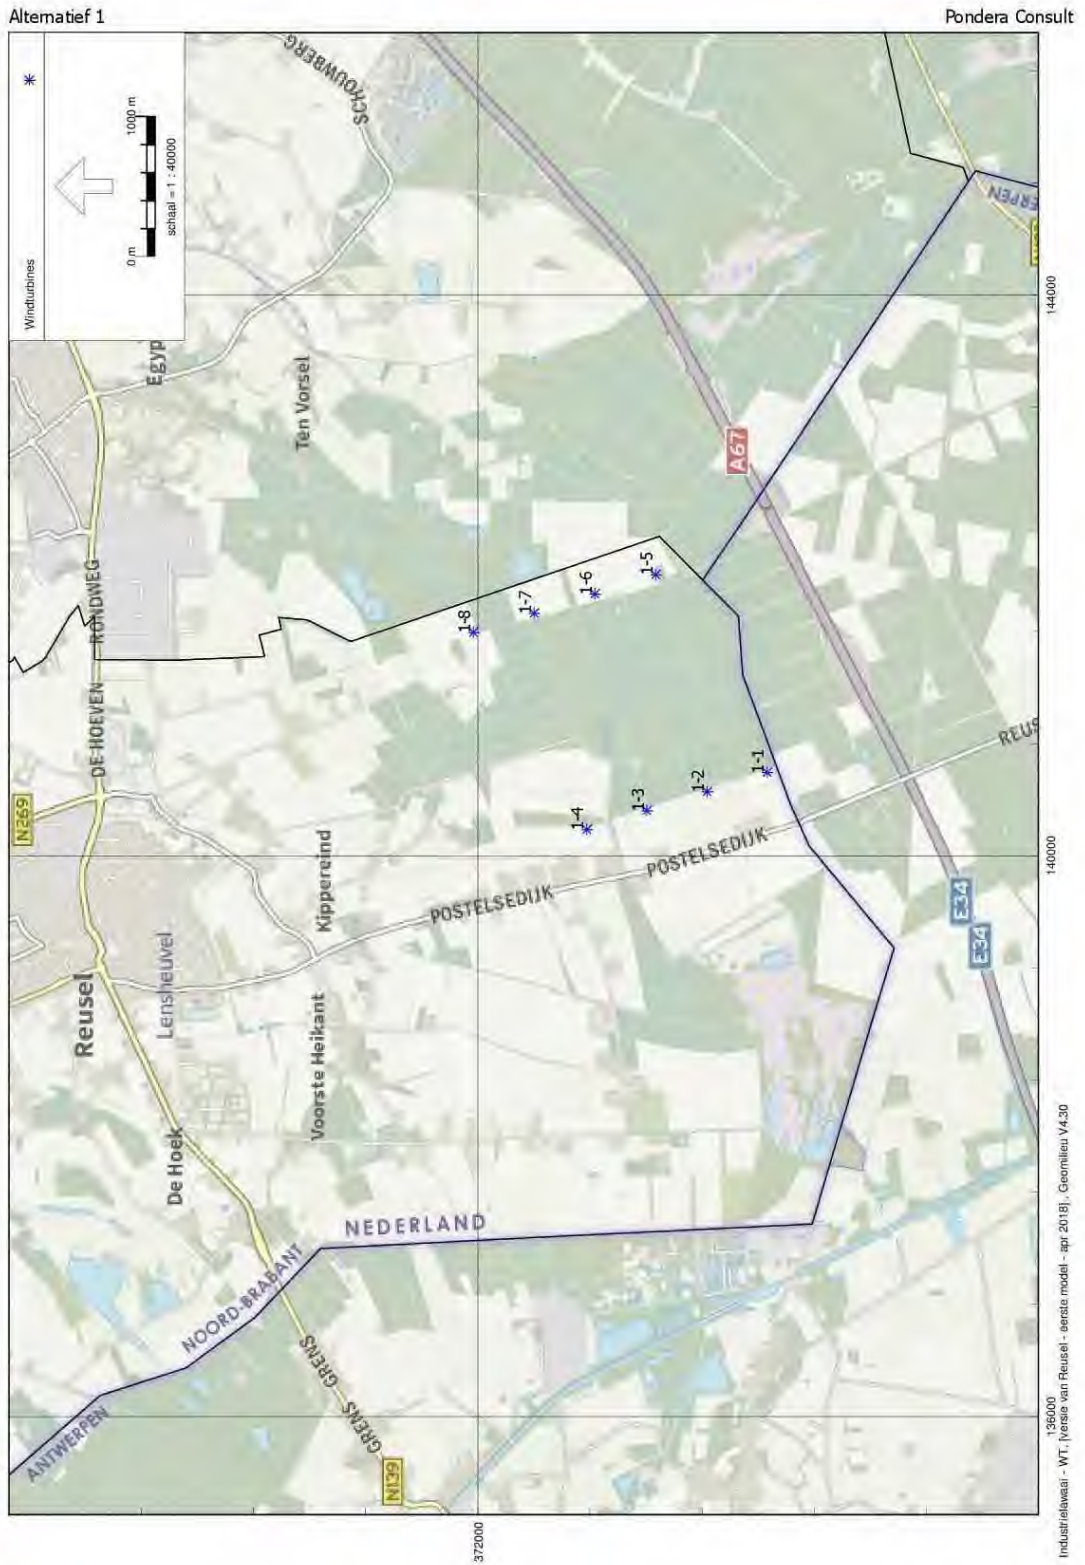 Alternatief 1
Pondera Consult
Windturbines
0 m
1000 m
schaal = 1 : 40000
SCHOUWBERG
Egyp
Ten Vorsel
A67
ERPEN
144000
DE HOEVEN
RONDWEG
N269
1-8
1-7
1-6
1-5
1-4
1-3
1-2
1-1
REUS
140000
Kippereind
POSTELSEDIJK
POSTELSEDIJK
E34
E34
Reusel
Lensheuvel
Voorste Heikant
De Hoek
NEDERLAND
NOORD-BRABANT
ANTWERPEN
GRENS
GRENS
GRENS
N139
136000
372000
Industrielawaai - WT, [versie van Reusel - eerste model - apr 2018] , Geomilieu V4.30